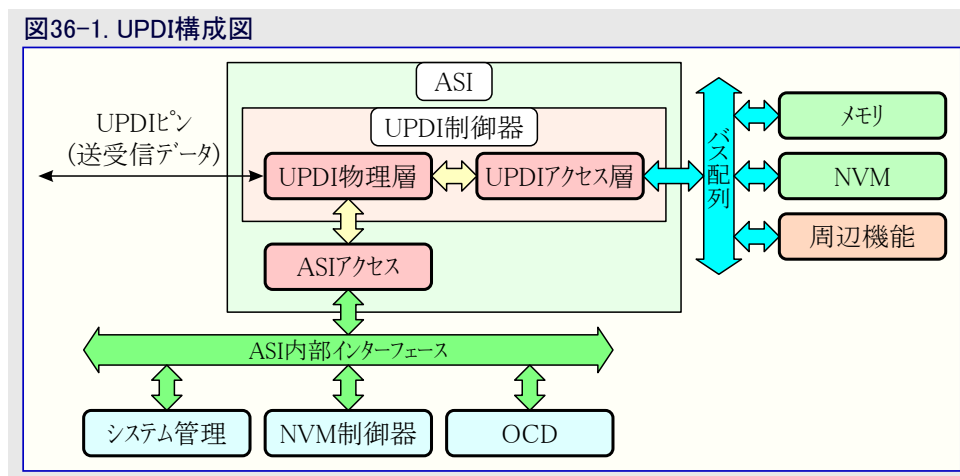 図36-1. UPDI構成図
ASI
UPDIピン
(送受信データ)
UPDI制御器
UPDI物理層
UPDIアクセス層
バス配列
メモリ
NVM
周辺機能
ASIアクセス
ASI内部インターフェース
システム管理
NVM制御器
OCD